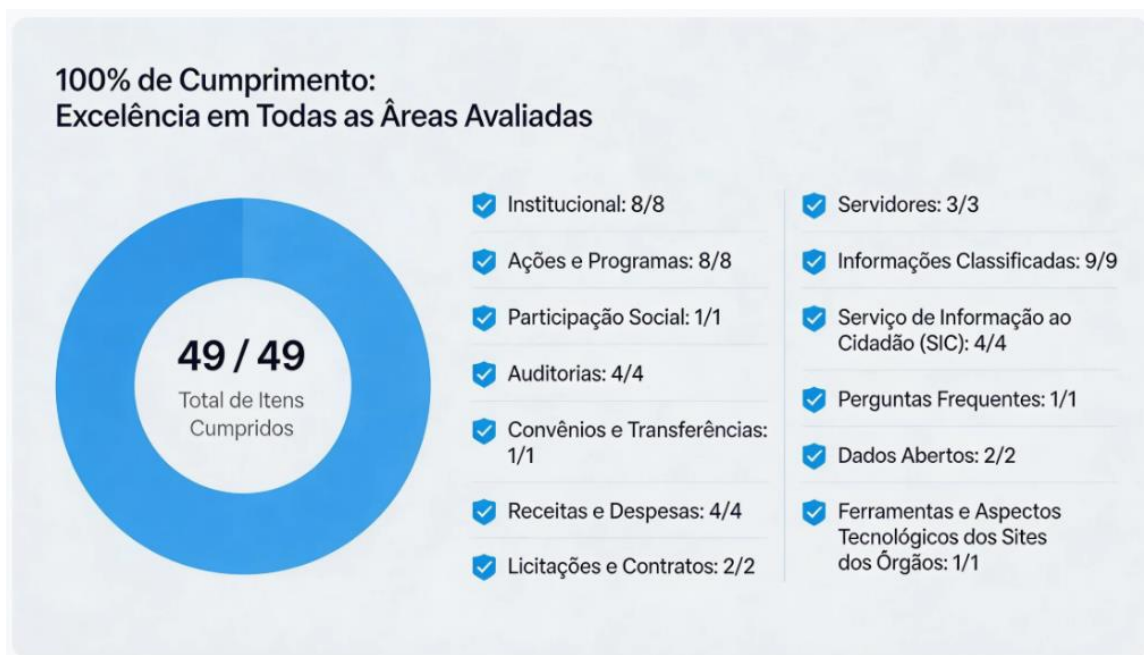 100% de Cumprimento:
Excelência em Todas as Âreas Avaliadas
49 / 49
Total de Itens
Cumpridos
Institucional: 8/8
Ações e Programas: 8/8
Participação Social: 1/1
Auditorias: 4/4
Convênios e Transferências:
1/1
Receitas e Despesas: 4/4
Licitações e Contratos: 2/2
Servidores: 3/3
Informações Classificadas: 9/9
Serviço de Informação ao
Cidadão (SIC): 4/4
Perguntas Frequentes: 1/1
Dados Abertos: 2/2
Ferramentas e Aspectos
Tecnológicos dos Sites
dos Órgãos: 1/1